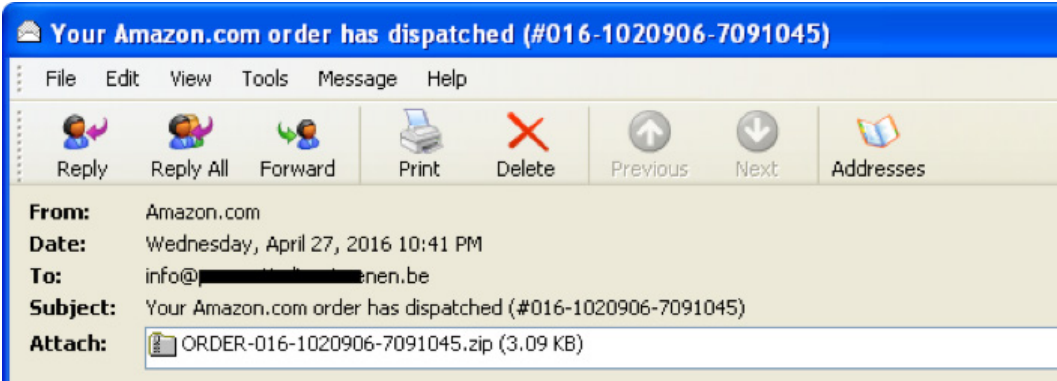 Your Amazon.com order has dispatched (#016-1020906-7091045)
File Edit View Tools Message Help
Reply Reply All Forward Print Delete Previous Next Addresses
From: Amazon.com
Date: Wednesday, April 27, 2016 10:41 PM
To: info@ enen.be
Subject: Your Amazon.com order has dispatched (#016-1020906-7091045)
Attach: ORDER-016-1020906-7091045.zip (3.09 KB)